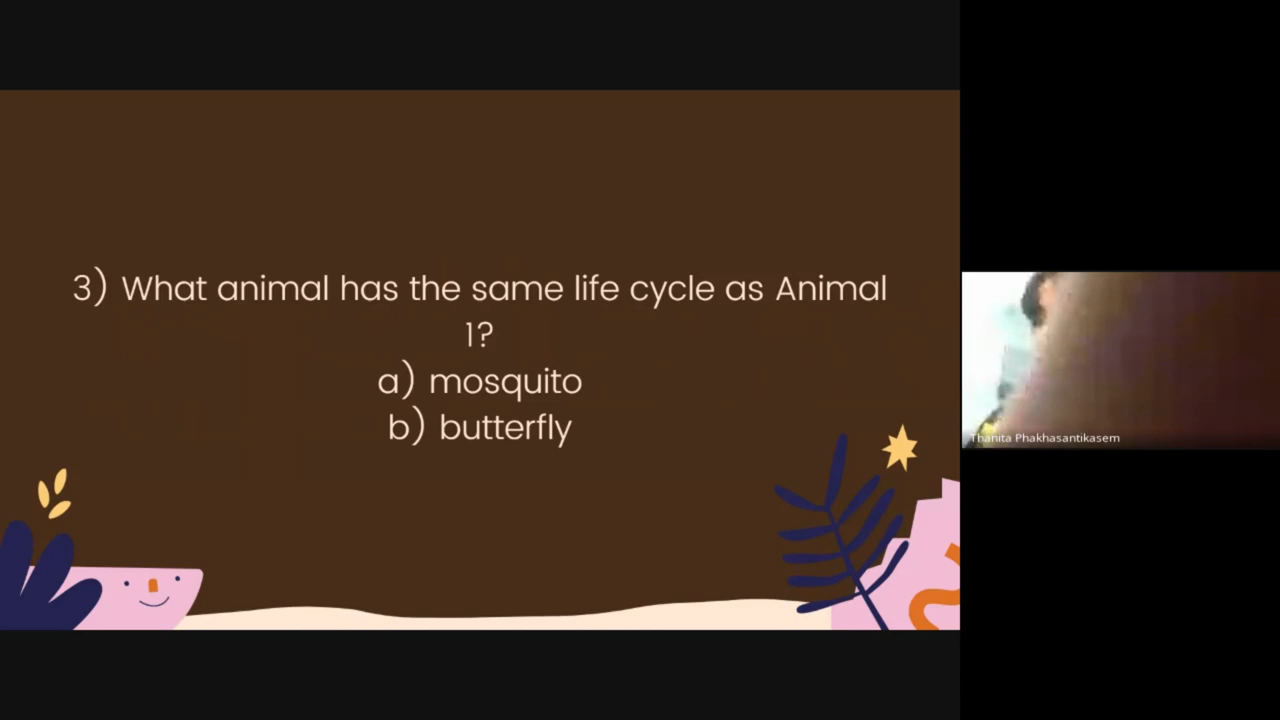 3) What animal has the same life cycle as Animal
1?
a) mosquito
b) butterfly
Thanita Phakhasantikasem